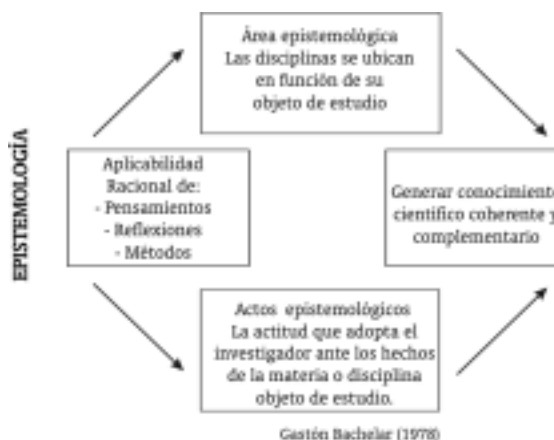 Área epistemológica
Las disciplinas se ubican
en función de su
objeto de estudio
EPISTEMOLOGÍA
Aplicabilidad
Racional de:
- Pensamientos
- Reflexiones
- Métodos
Generar conocimiento
científico coherente y
complementario
Actos epistemológicos
La actitud que adopta el
investigador ante los hechos
de la materia o disciplina
objeto de estudio.
Gastón Bachelar (1978)